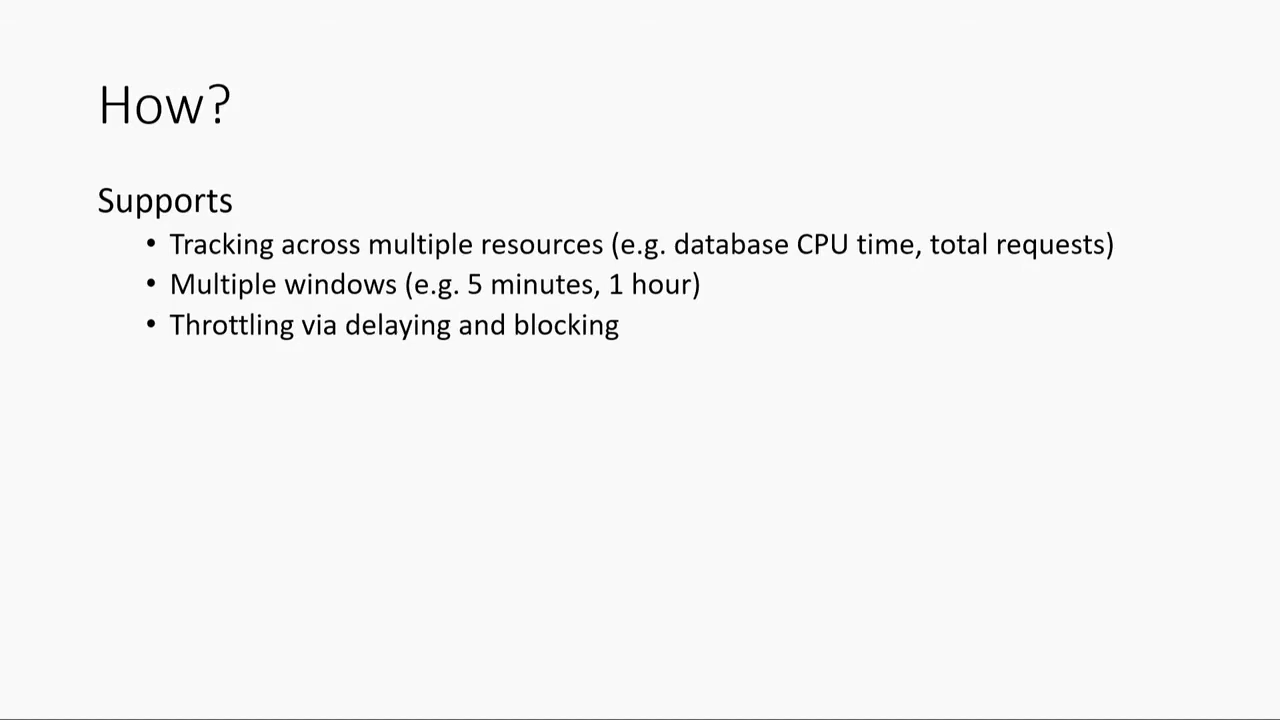 How?
Supports
• Tracking across multiple resources (e.g. database CPU time, total requests)
• Multiple windows (e.g. 5 minutes, 1 hour)
• Throttling via delaying and blocking